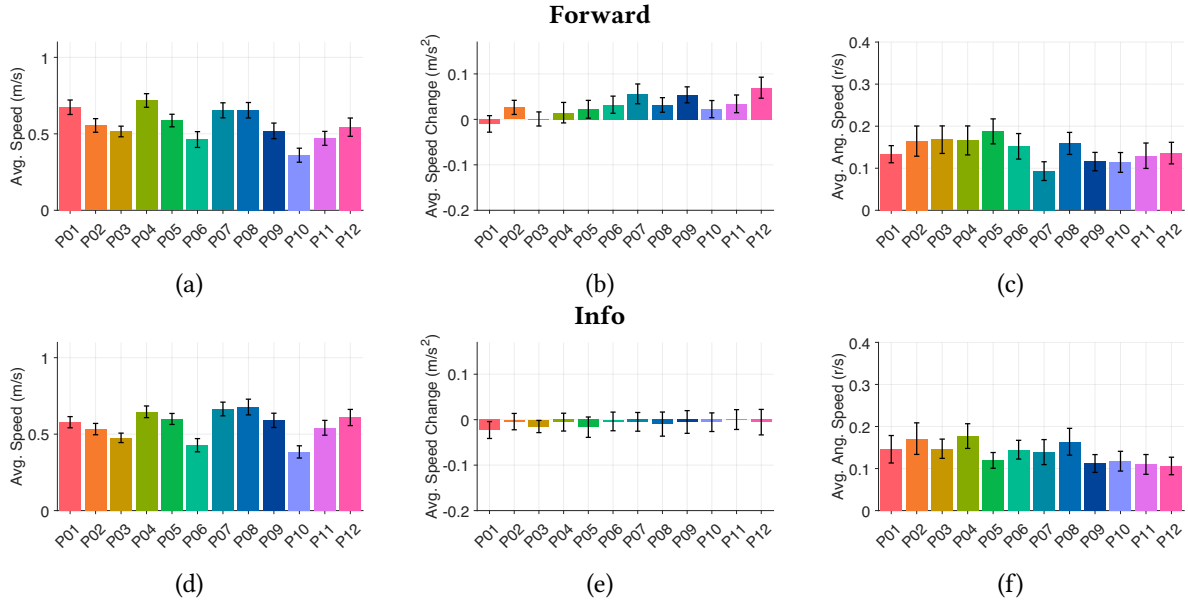 Forward
Avg. Speed (m/s)
1
0.5
0
P01 P02 P03 P04 P05 P06 P07 P08 P09 P10 P11 P12
(a)
Avg. Speed Change (m/s²)
0.1
0
-0.1
-0.2
P01 P02 P03 P04 P05 P06 P07 P08 P09 P10 P11 P12
(b)
Avg. Ang. Speed (r/s)
0.4
0.3
0.2
0.1
0
P01 P02 P03 P04 P05 P06 P07 P08 P09 P10 P11 P12
(c)
Info
Avg. Speed (m/s)
1
0.5
0
P01 P02 P03 P04 P05 P06 P07 P08 P09 P10 P11 P12
(d)
Avg. Speed Change (m/s²)
0.1
0
-0.1
-0.2
P01 P02 P03 P04 P05 P06 P07 P08 P09 P10 P11 P12
(e)
Avg. Ang. Speed (r/s)
0.4
0.3
0.2
0.1
0
P01 P02 P03 P04 P05 P06 P07 P08 P09 P10 P11 P12
(f)